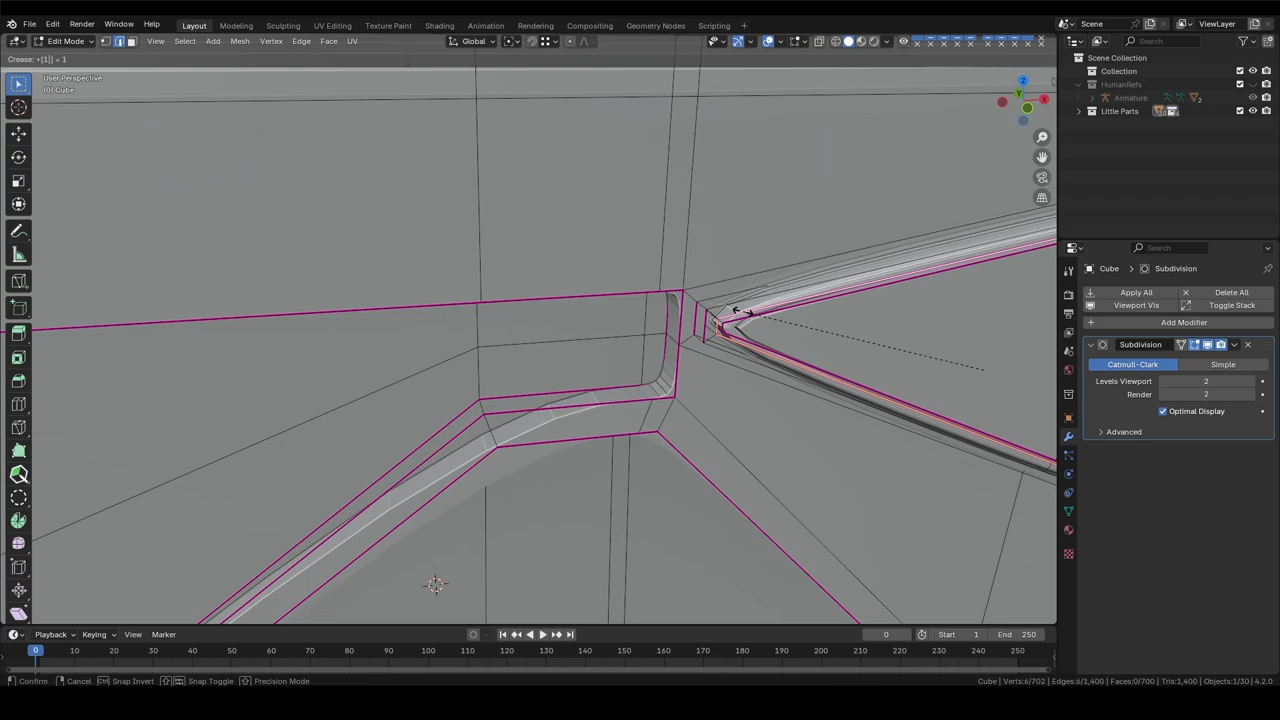 File Edit Render Window Help Layout Modeling Sculpting UV Editing Texture Paint Shading Animation Rendering Compositing Geometry Nodes Scripting Scene ViewLayer
Edit Mode View Select Add Mesh Vertex Edge Face UV Global Search
Crease: +[1|] = 1
User Perspective
(0) Cube
Z
Y
X
Scene Collection
Collection
HumanRefs
Armature 2
Little Parts
Search
Cube Subdivision
Apply All Delete All
Viewport Vis Toggle Stack
Add Modifier
Subdivision
Catmull-Clark Simple
Levels Viewport 2
Render 2
Optimal Display
Advanced
Playback Keying View Marker 0 Start 1 End 250
0 10 20 30 40 50 60 70 80 90 100 110 120 130 140 150 160 170 180 190 200 210 220 230 240 250
Confirm Cancel Ctrl Snap Invert Snap Toggle Precision Mode Cube | Verts:6/702 | Edges:6/1,400 | Faces:0/700 | Tris:1,400 | Objects:1/30 | 4.2.0